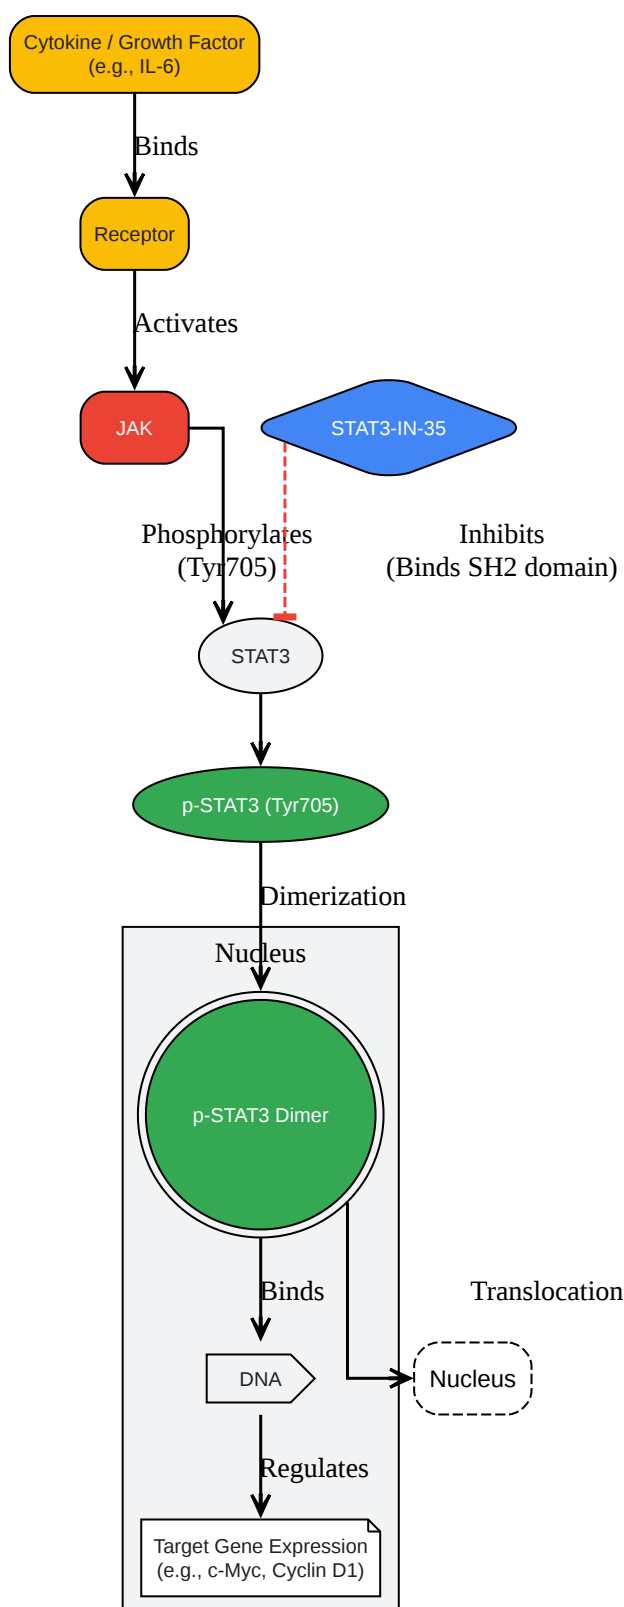 Cytokine / Growth Factor
(e.g., IL-6)
Binds
Receptor
Activates
JAK
STAT3-IN-35
Phosphorylates
(Tyr705)
Inhibits
(Binds SH2 domain)
STAT3
p-STAT3 (Tyr705)
Dimerization
Nucleus
p-STAT3 Dimer
Binds
Translocation
DNA
Nucleus
Regulates
Target Gene Expression
(e.g., c-Myc, Cyclin D1)